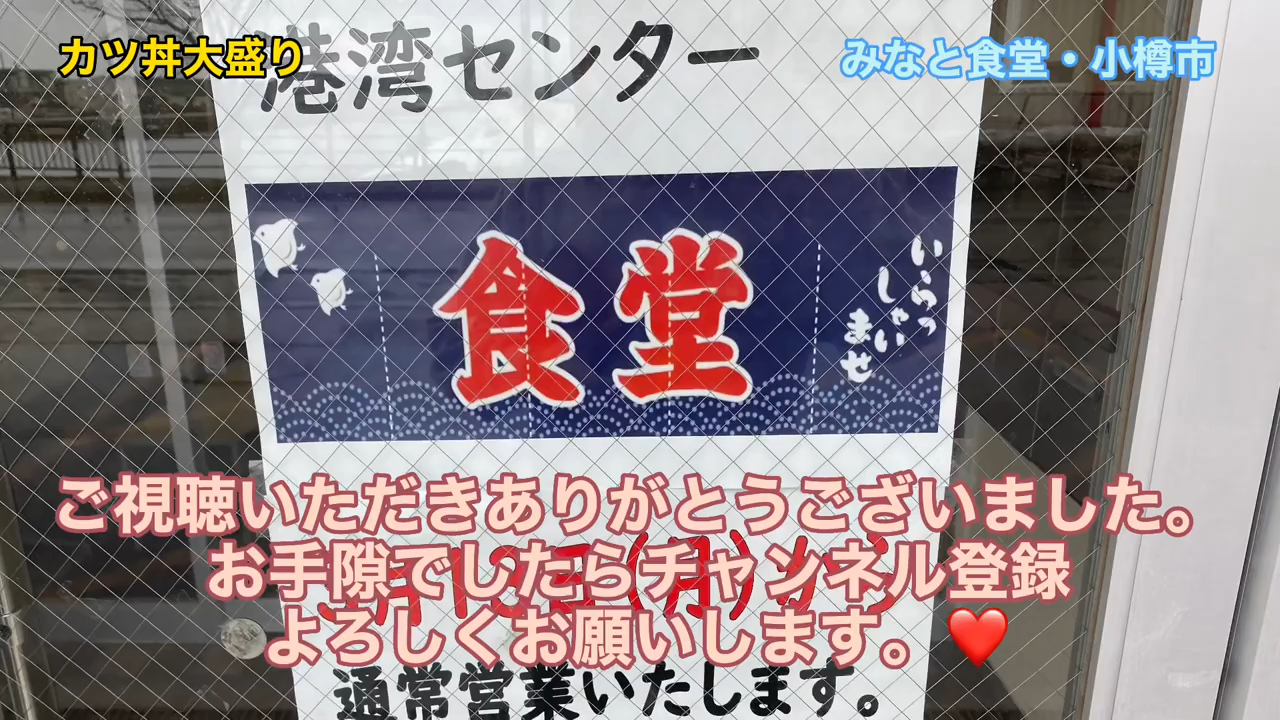 カツ丼大盛り
みなと食堂・小樽市
港湾センター
食堂
いらっ
しゃい
ませ
ご視聴いただきありがとうございました。
お手隙でしたらチャンネル登録
よろしくお願いします。❤️
通常営業いたします。